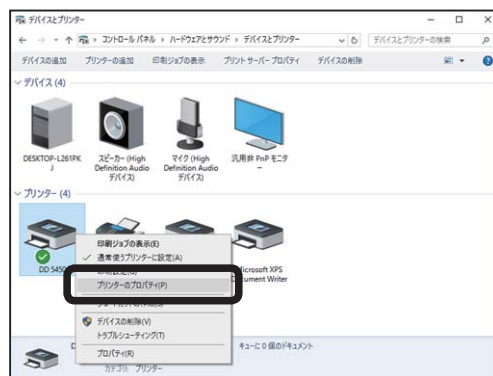 デバイスとプリンター
コントロール パネル > ハードウェアとサウンド > デバイスとプリンター
デバイスとプリンターの検索
デバイスの追加 プリンターの追加 印刷ジョブの表示 プリント サーバー プロパティ デバイスの削除
デバイス (4)
DESKTOP-L261PK
J
スピーカー (High
Definition Audio
デバイス)
マイク (High
Definition Audio
デバイス)
汎用非 PnP モニタ
ー
プリンター (4)
DD 5450
印刷ジョブの表示(E)
通常使うプリンターに設定(A)
印刷設定(G)
プリンターのプロパティ(P)
デバイスの削除(V)
トラブルシューティング(T)
プロパティ(R)
Microsoft XPS
Document Writer
キューに 0 個のドキュメント
カテゴリ: プリンター